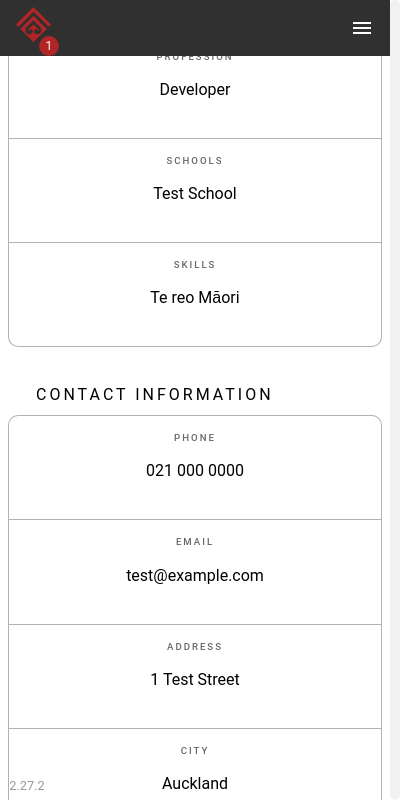 1
PROFESSION
Developer
SCHOOLS
Test School
SKILLS
Te reo Māori
CONTACT INFORMATION
PHONE
021 000 0000
EMAIL
test@example.com
ADDRESS
1 Test Street
CITY
Auckland
2.27.2